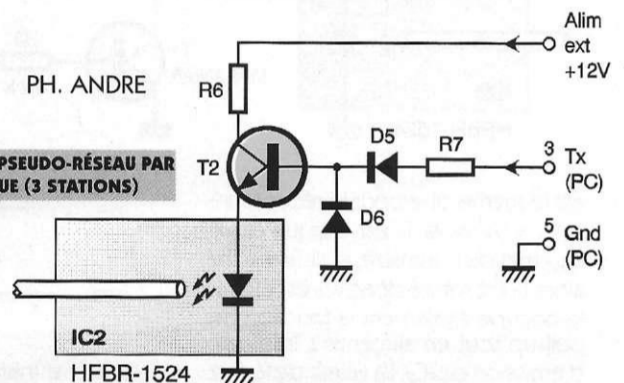 Alim
ext
+12V
PH. ANDRE
R6
D5
R7
3 Tx
(PC)
PSEUDO-RÉSEAU PAR
UE (3 STATIONS)
T2
D6
5 Gnd
(PC)
IC2
HFBR-1524